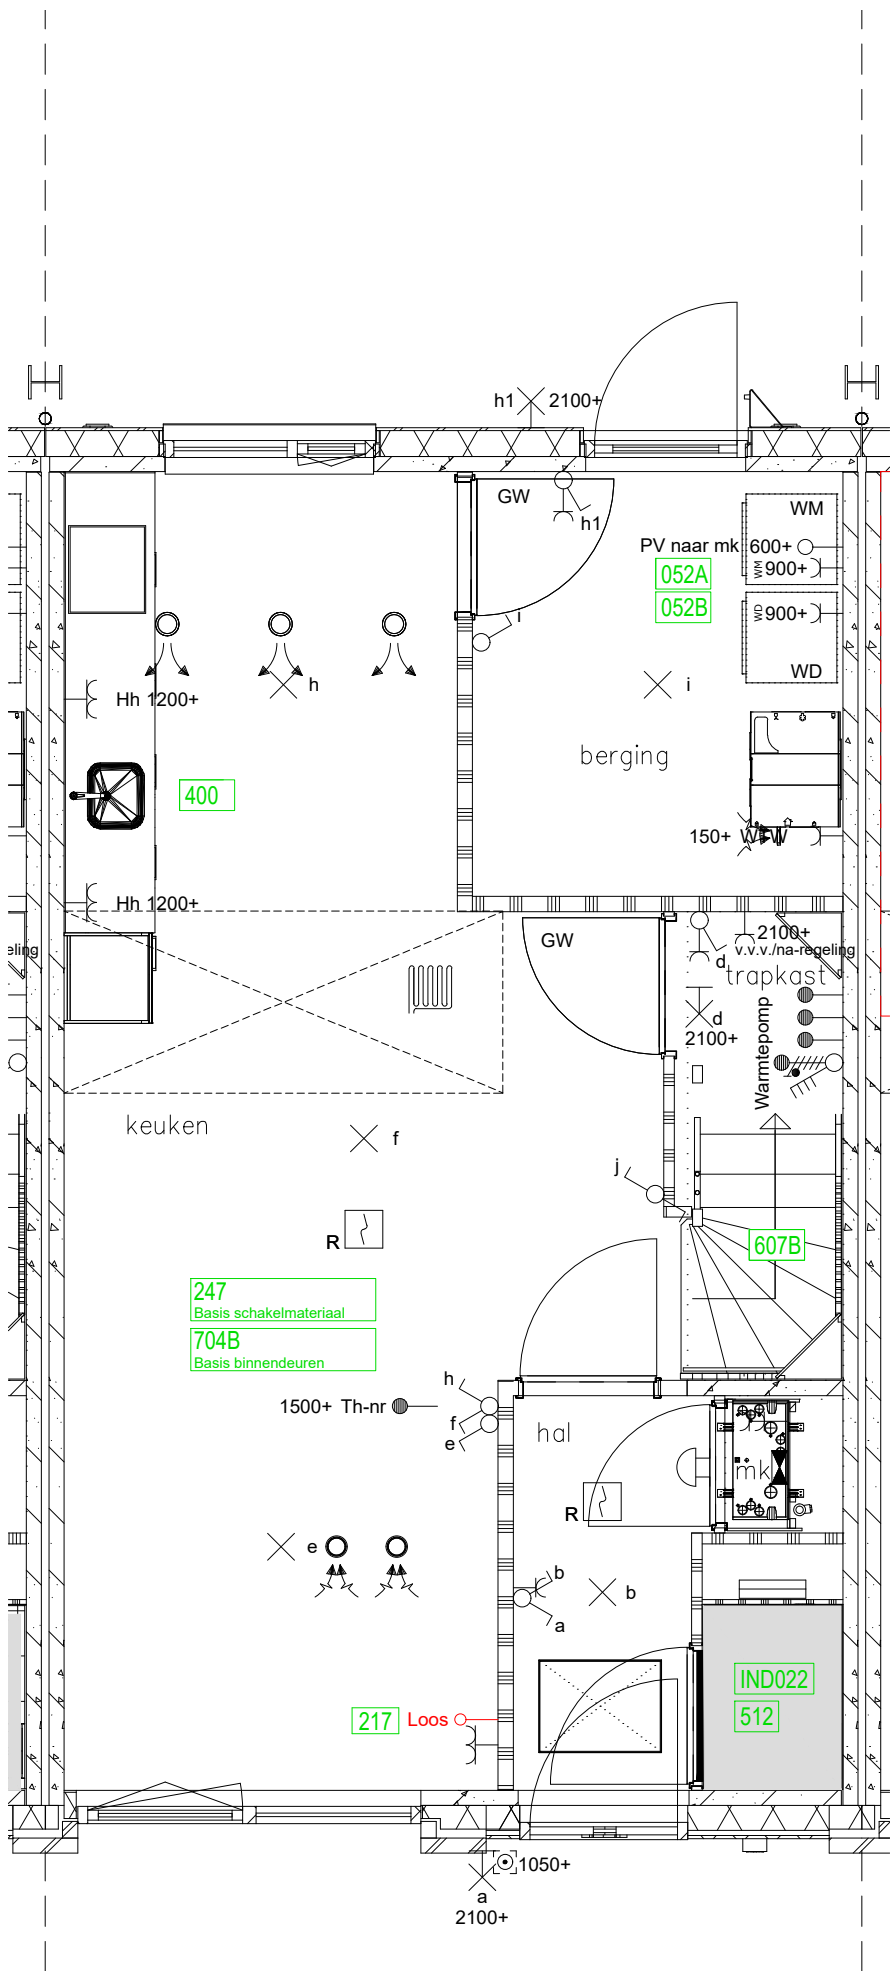 h1 2100+
GW
h1
WM
PV naar mk 600+
WM 900+
052A
052B
WD 900+
i
WD
h
i
Hh 1200+
berging
400
150+ W W
Hh 1200+
GW
2100+
d
v.v.v./na-regeling
eling
trapkast
d
2100+
Warmtepomp
keuken
f
j
R
607B
247
Basis schakelmateriaal
704B
Basis binnendeuren
h
1500+ Th-nr
f
e
hal
mk
R
e
b
b
a
IND022
217 Loos
512
1050+
a
2100+